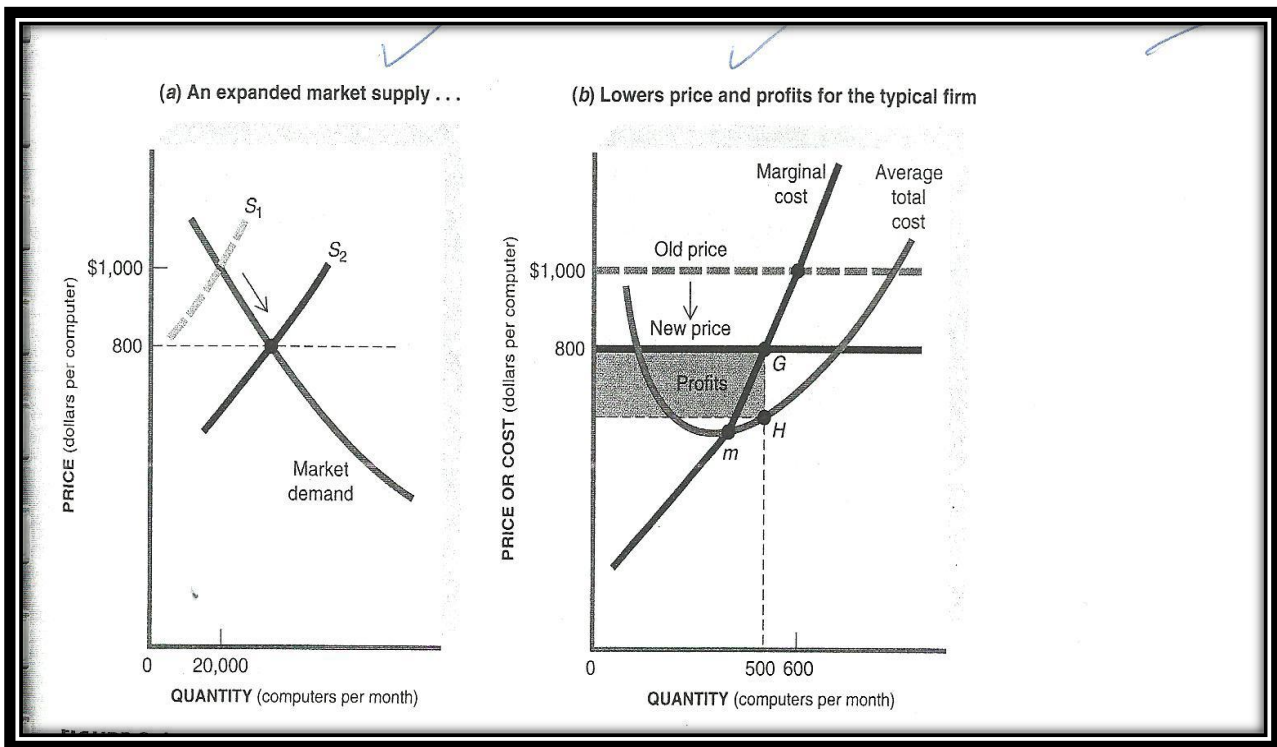 (a) An expanded market supply . . .
PRICE (dollars per computer)
$1,000
800
S1
S2
Market
demand
0
20,000
QUANTITY (computers per month)
(b) Lowers price and profits for the typical firm
PRICE OR COST (dollars per computer)
$1,000
800
Marginal
cost
Average
total
cost
Old price
New price
Profits
G
H
m
0
500 600
QUANTITY (computers per month)